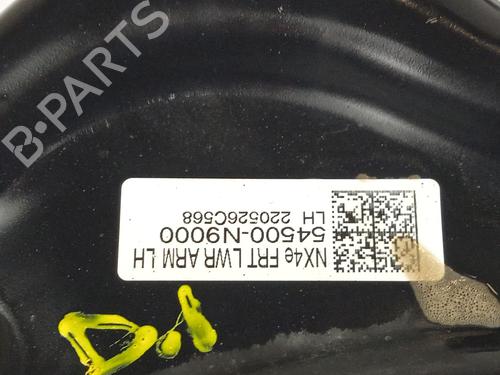 B-PARTS
NX4e FRT LWR ARM LH
54500-N9000
LH 220526C568
D.I